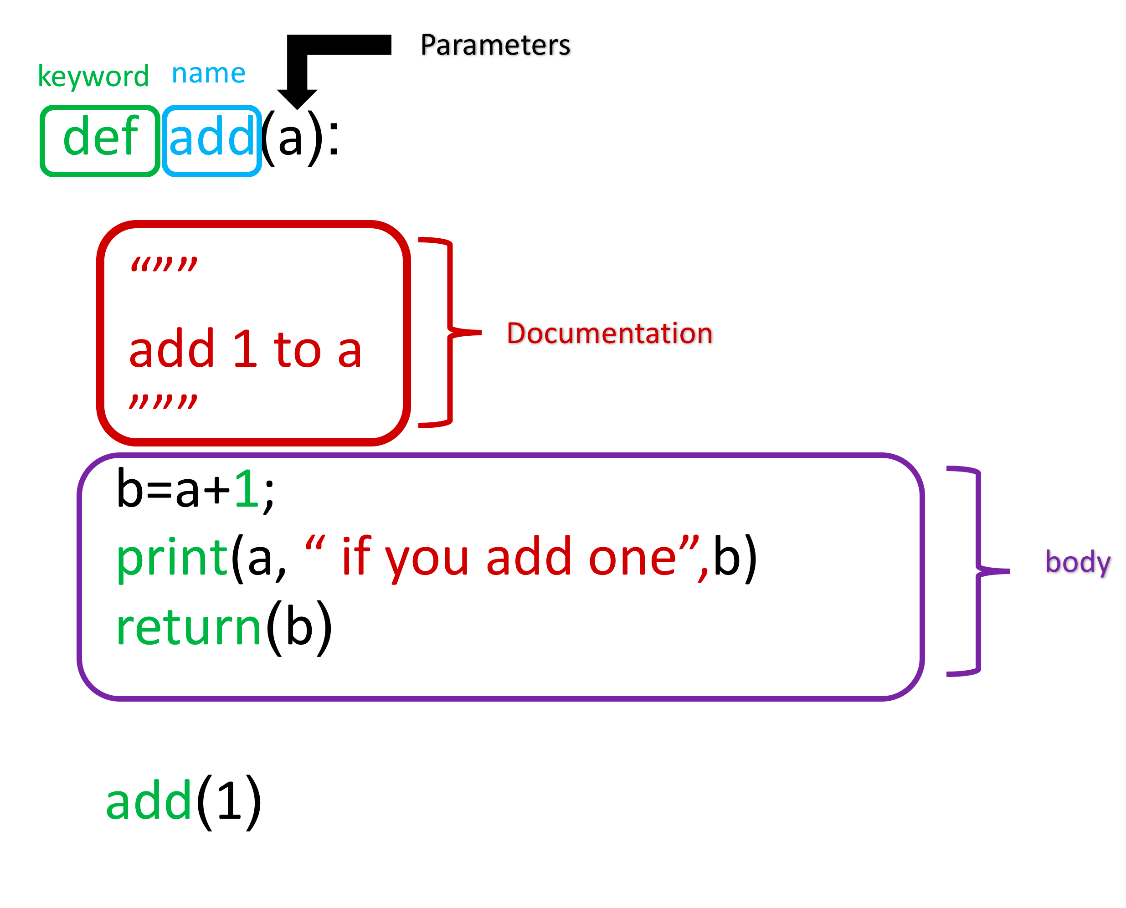 Parameters
keyword name
def add(a):
“””
add 1 to a
”””
Documentation
b=a+1;
print(a, “ if you add one”,b)
return(b)
body
add(1)